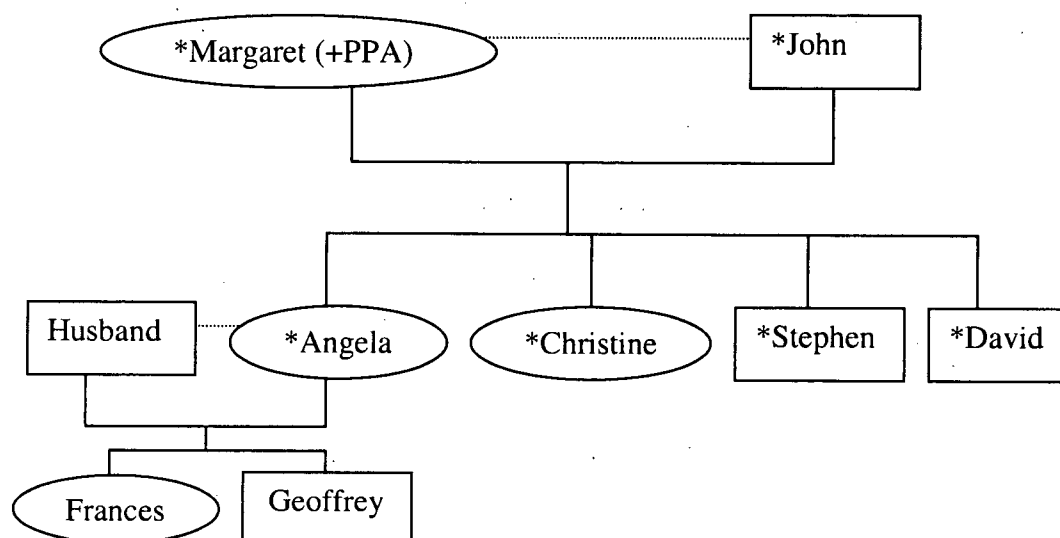 *Margaret (+PPA)
*John
Husband
*Angela
*Christine
*Stephen
*David
Frances
Geoffrey